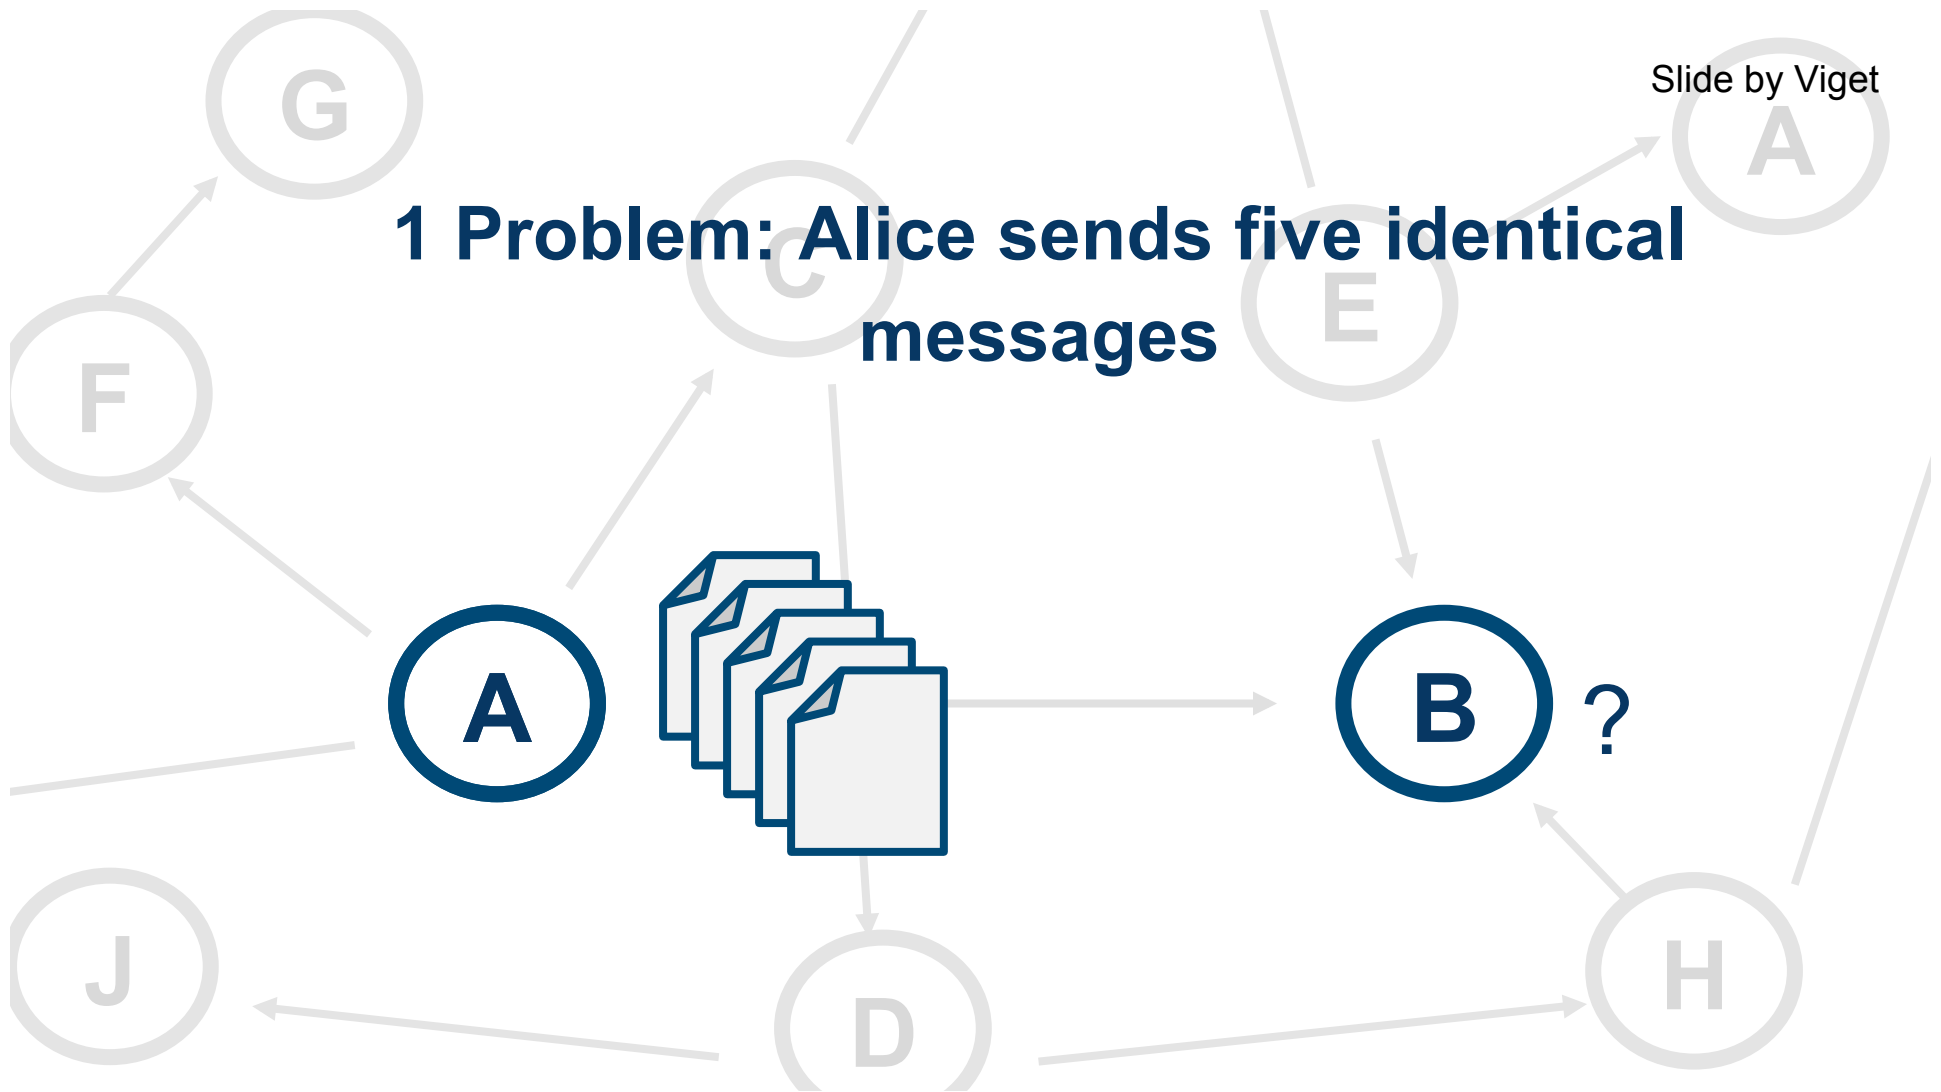 Slide by Viget
G
A
1 Problem: Alice sends five identical
C
E
messages
F
A
B
?
J
H
D